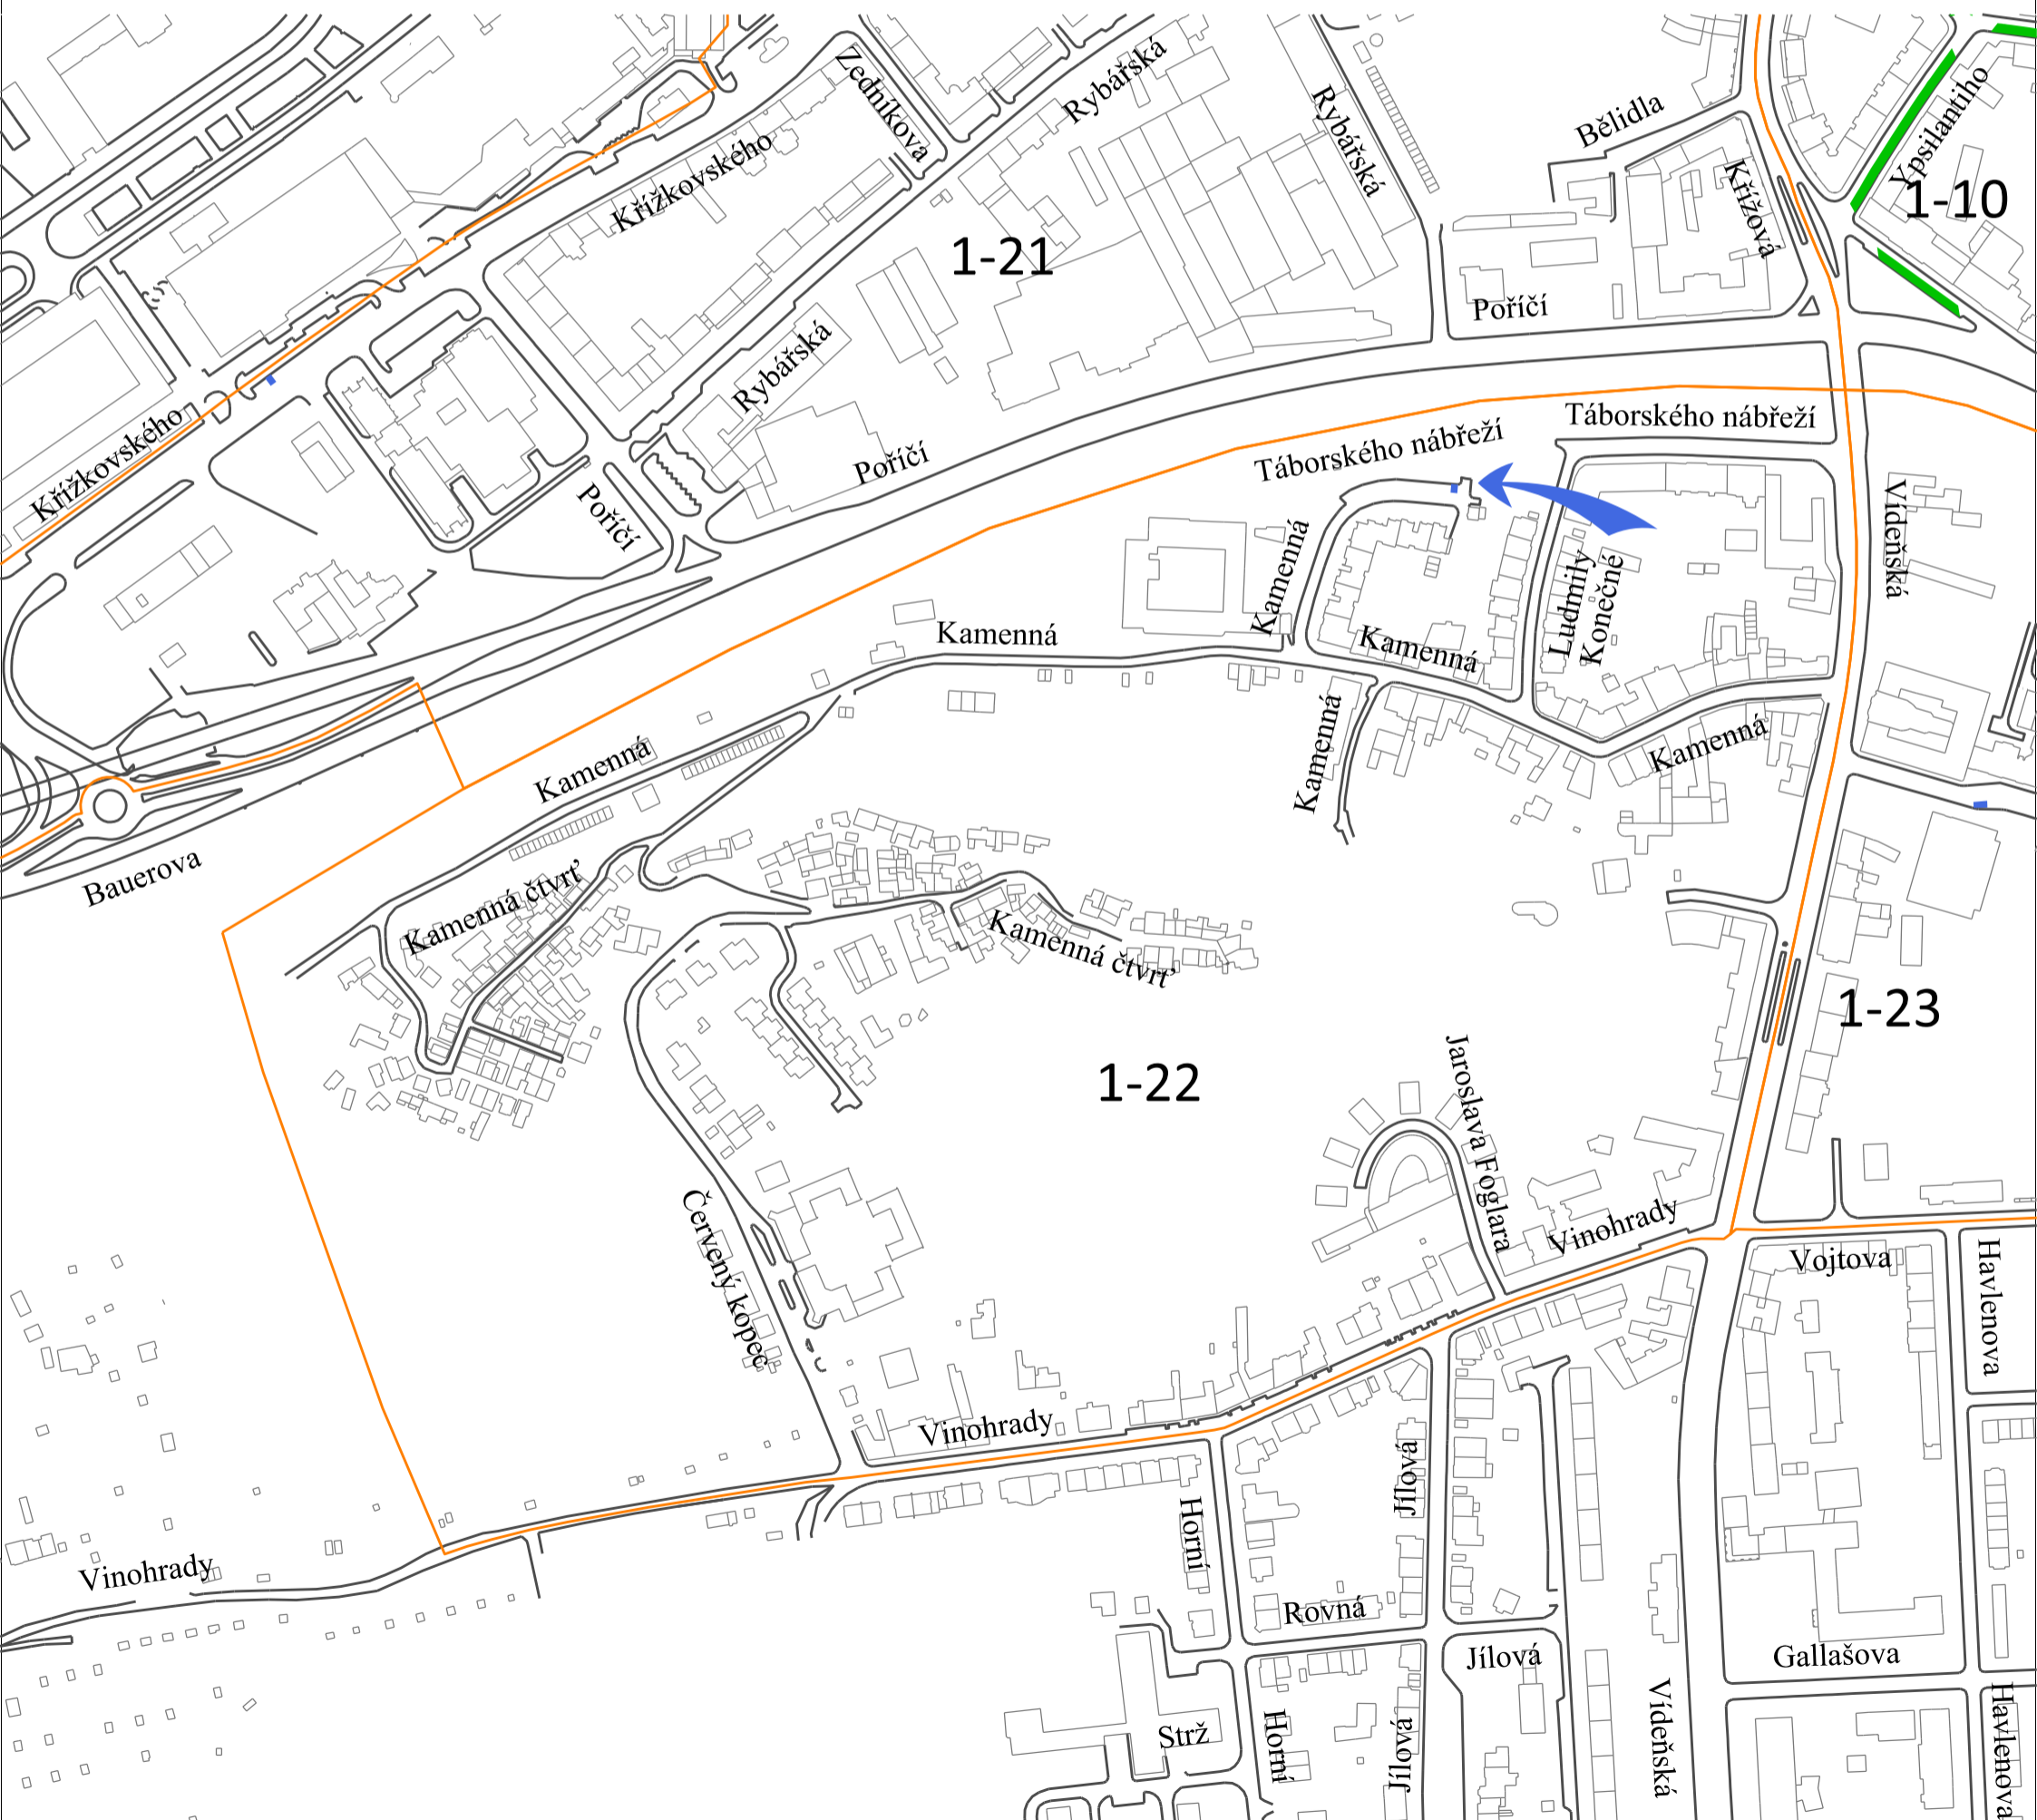 Zedníkova
Rybářská
Rybářská
Bělidla
Ypsilantiho
Křížkovského
Křížová
1-10
1-21
Poříčí
Rybářská
Křížkovského
Táborského nábřeží
Táborského nábřeží
Poříčí
Poříčí
Vídeňská
Kamenná
Ludmily
Konečné
Kamenná
Kamenná
Kamenná
Kamenná
Kamenná
Bauerova
Kamenná čtvrť
Kamenná čtvrť
1-23
1-22
Jaroslava Foglara
Červený kopec
Vinohrady
Vojtova
Havlenova
Vinohrady
Jílová
Horní
Vinohrady
Rovná
Jílová
Gallašova
Vídeňská
Havlenova
Strž
Horní
Jílová